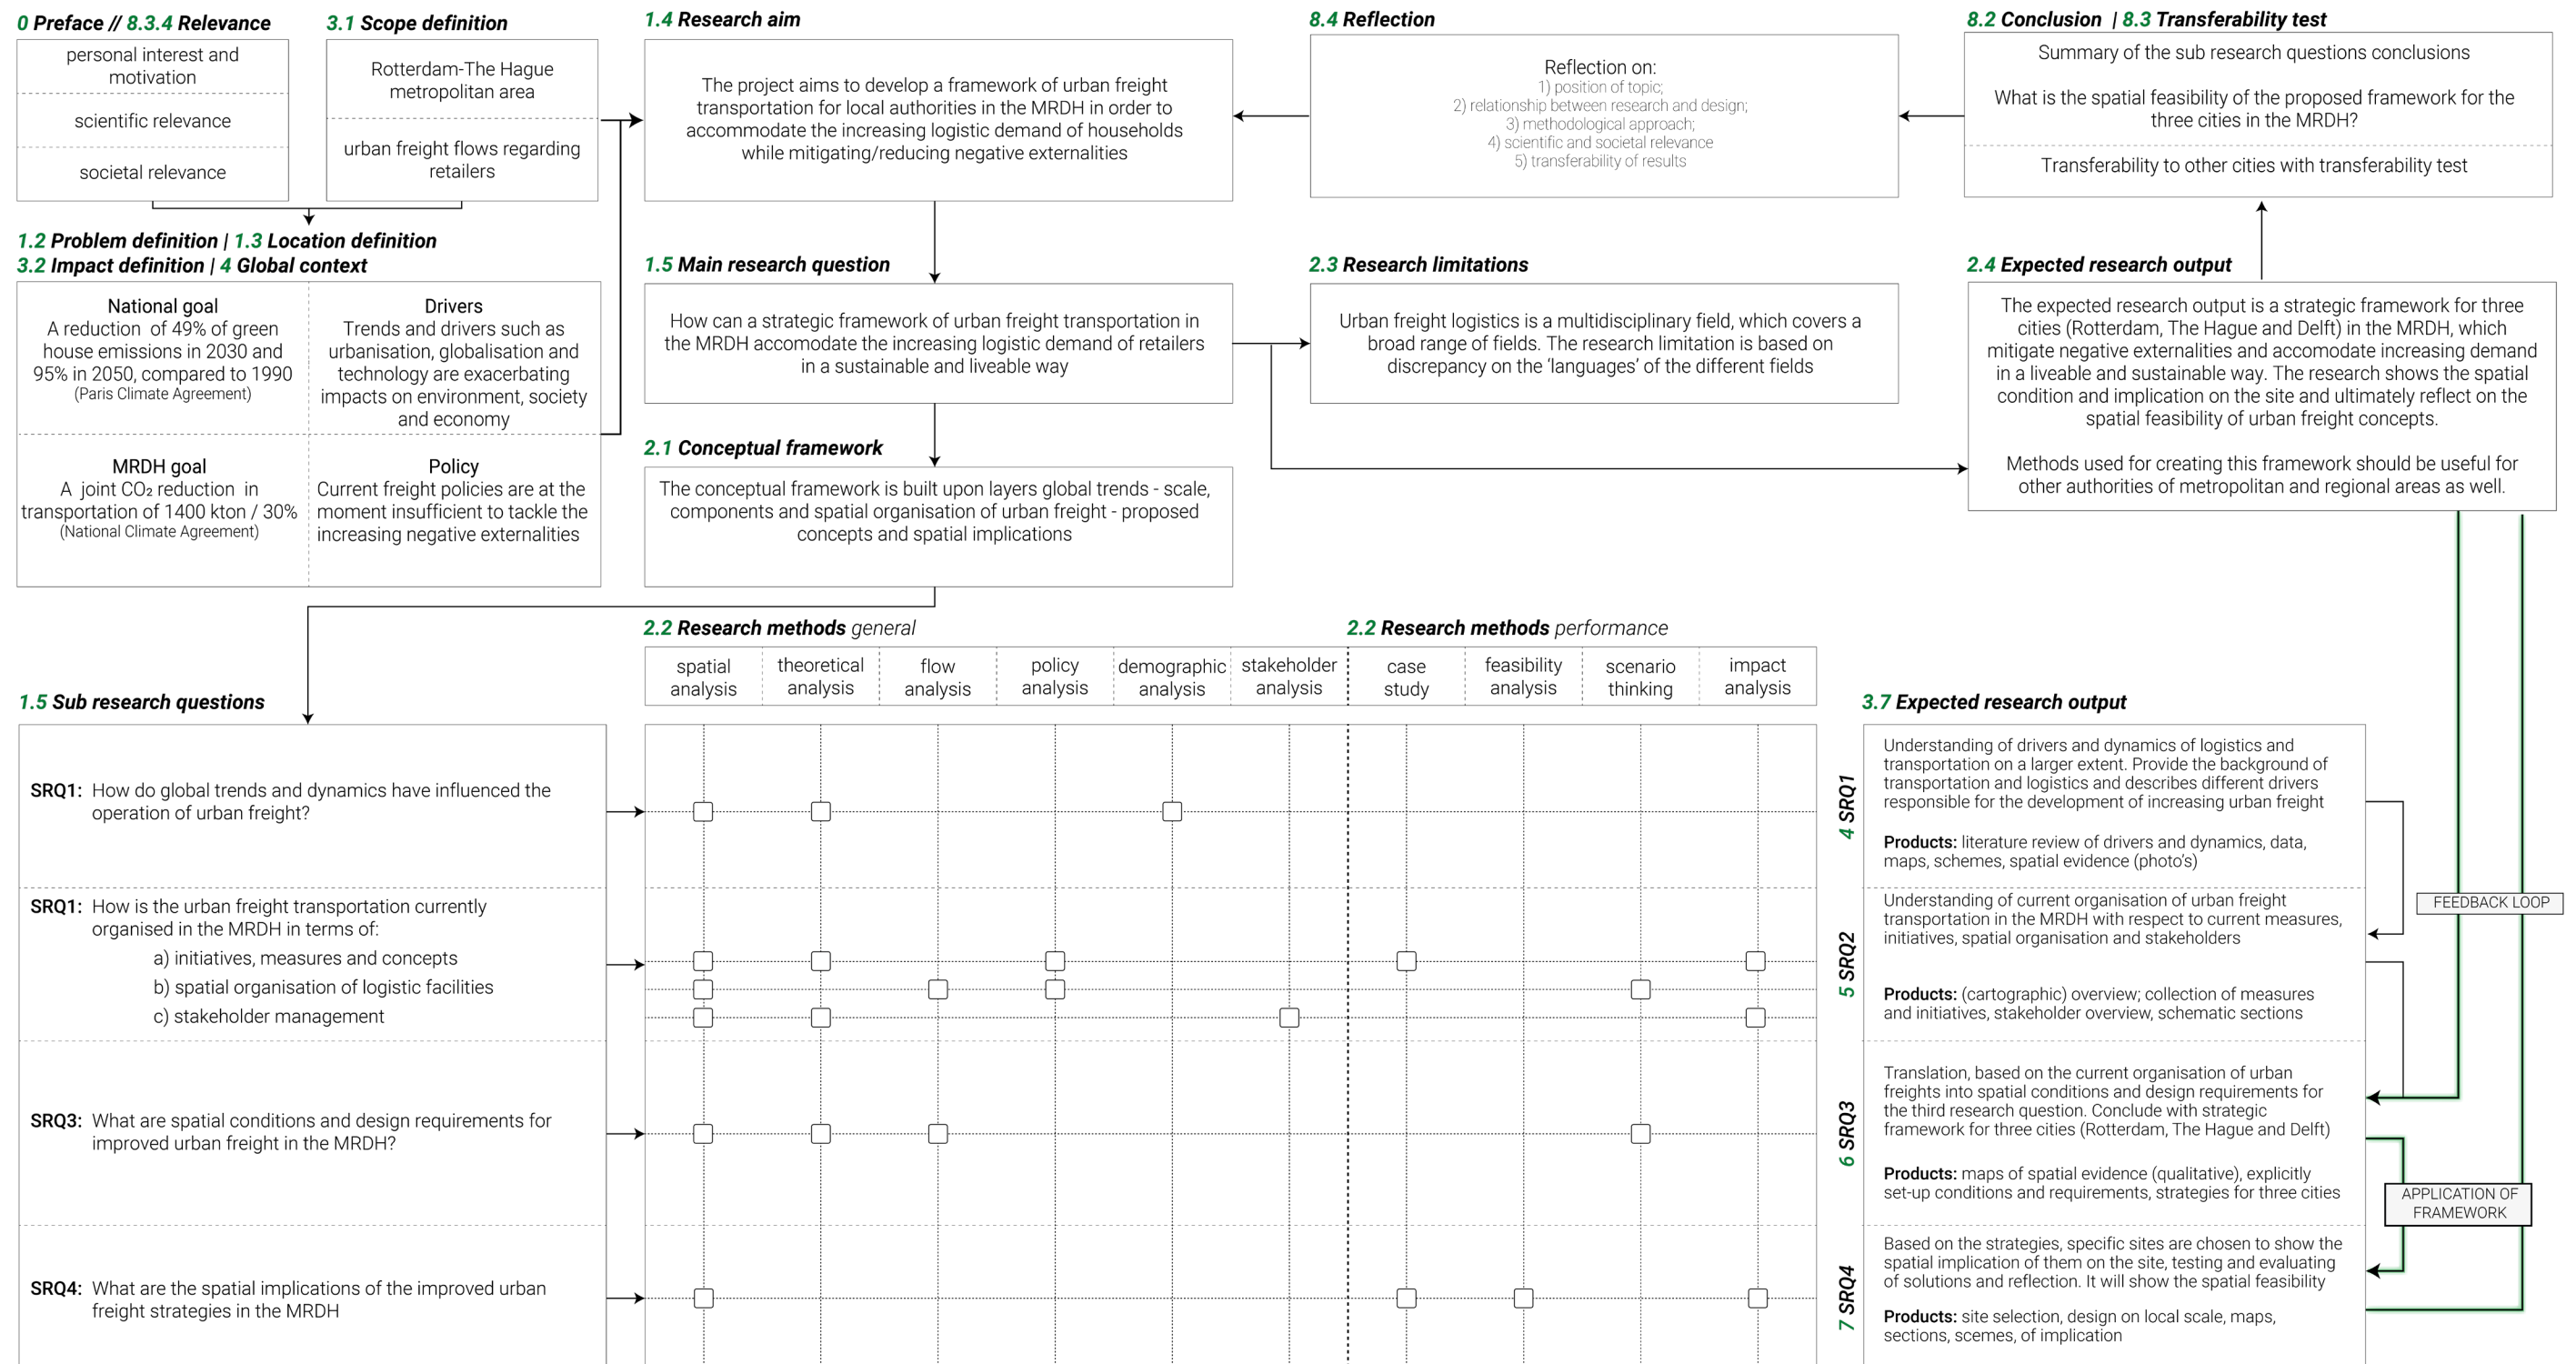 0 Preface // 8.3.4 Relevance
personal interest and
motivation
scientific relevance
societal relevance
3.1 Scope definition
Rotterdam-The Hague
metropolitan area
urban freight flows regarding
retailers
1.4 Research aim
The project aims to develop a framework of urban freight
transportation for local authorities in the MRDH in order to
accommodate the increasing logistic demand of households
while mitigating/reducing negative externalities
8.4 Reflection
Reflection on:
1) position of topic;
2) relationship between research and design;
3) methodological approach;
4) scientific and societal relevance
5) transferability of results
8.2 Conclusion | 8.3 Transferability test
Summary of the sub research questions conclusions
What is the spatial feasibility of the proposed framework for the
three cities in the MRDH?
Transferability to other cities with transferability test
1.2 Problem definition | 1.3 Location definition
3.2 Impact definition | 4 Global context
National goal
A reduction of 49% of green
house emissions in 2030 and
95% in 2050, compared to 1990
(Paris Climate Agreement)
Drivers
Trends and drivers such as
urbanisation, globalisation and
technology are exacerbating
impacts on environment, society
and economy
MRDH goal
A joint CO₂ reduction in
transportation of 1400 kton / 30%
(National Climate Agreement)
Policy
Current freight policies are at the
moment insufficient to tackle the
increasing negative externalities
1.5 Main research question
How can a strategic framework of urban freight transportation in
the MRDH accomodate the increasing logistic demand of retailers
in a sustainable and liveable way
2.3 Research limitations
Urban freight logistics is a multidisciplinary field, which covers a
broad range of fields. The research limitation is based on
discrepancy on the ‘languages’ of the different fields
2.4 Expected research output
The expected research output is a strategic framework for three
cities (Rotterdam, The Hague and Delft) in the MRDH, which
mitigate negative externalities and accomodate increasing demand
in a liveable and sustainable way. The research shows the spatial
condition and implication on the site and ultimately reflect on the
spatial feasibility of urban freight concepts.
Methods used for creating this framework should be useful for
other authorities of metropolitan and regional areas as well.
2.1 Conceptual framework
The conceptual framework is built upon layers global trends - scale,
components and spatial organisation of urban freight - proposed
concepts and spatial implications
2.2 Research methods general
spatial
analysis
theoretical
analysis
flow
analysis
policy
analysis
demographic
analysis
stakeholder
analysis
2.2 Research methods performance
case
study
feasibility
analysis
scenario
thinking
impact
analysis
1.5 Sub research questions
SRQ1: How do global trends and dynamics have influenced the
operation of urban freight?
SRQ1: How is the urban freight transportation currently
organised in the MRDH in terms of:
a) initiatives, measures and concepts
b) spatial organisation of logistic facilities
c) stakeholder management
SRQ3: What are spatial conditions and design requirements for
improved urban freight in the MRDH?
SRQ4: What are the spatial implications of the improved urban
freight strategies in the MRDH
3.7 Expected research output
4 SRQ1
Understanding of drivers and dynamics of logistics and
transportation on a larger extent. Provide the background of
transportation and logistics and describes different drivers
responsible for the development of increasing urban freight
Products: literature review of drivers and dynamics, data,
maps, schemes, spatial evidence (photo's)
5 SRQ2
Understanding of current organisation of urban freight
transportation in the MRDH with respect to current measures,
initiatives, spatial organisation and stakeholders
Products: (cartographic) overview; collection of measures
and initiatives, stakeholder overview, schematic sections
6 SRQ3
Translation, based on the current organisation of urban
freights into spatial conditions and design requirements for
the third research question. Conclude with strategic
framework for three cities (Rotterdam, The Hague and Delft)
Products: maps of spatial evidence (qualitative), explicitly
set-up conditions and requirements, strategies for three cities
7 SRQ4
Based on the strategies, specific sites are chosen to show the
spatial implication of them on the site, testing and evaluating
of solutions and reflection. It will show the spatial feasibility
Products: site selection, design on local scale, maps,
sections, scemes, of implication
FEEDBACK LOOP
APPLICATION OF
FRAMEWORK